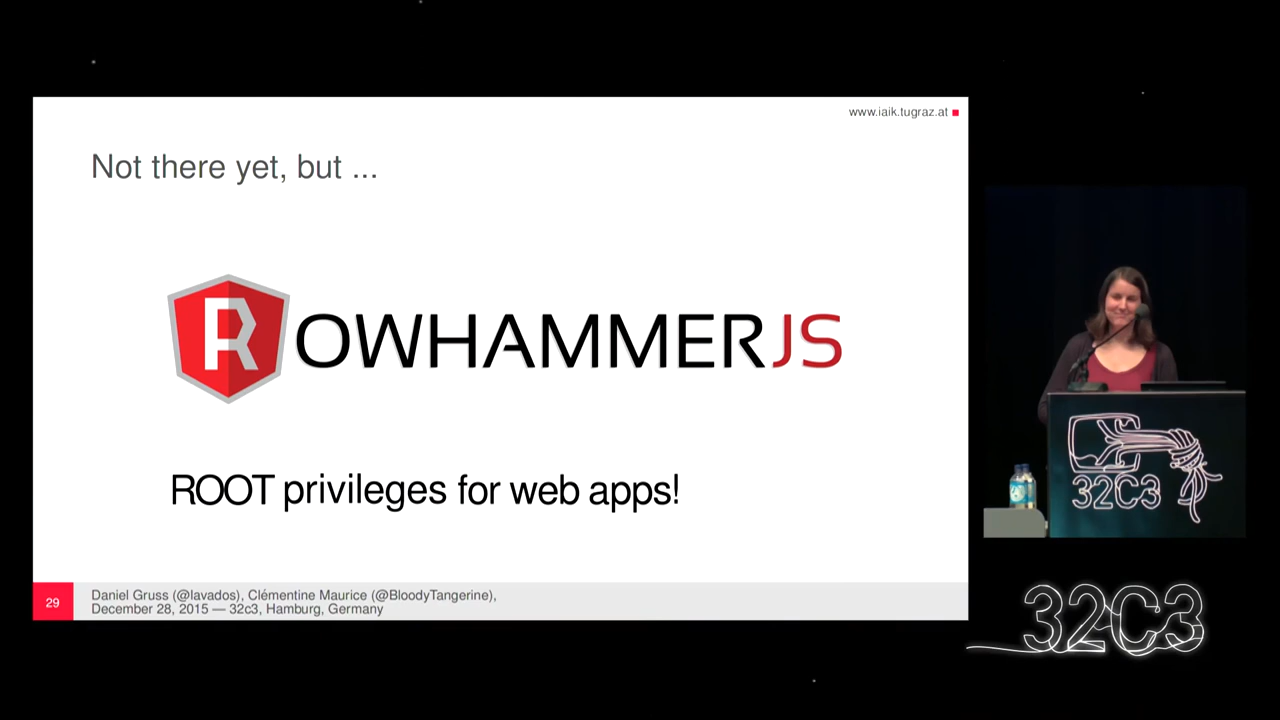 www.iaik.tugraz.at
Not there yet, but ...
ROWHAMMERJS
ROOT privileges for web apps!
29
Daniel Gruss (@lavados), Clémentine Maurice (@BloodyTangerine),
December 28, 2015 — 32c3, Hamburg, Germany
32C3
32C3